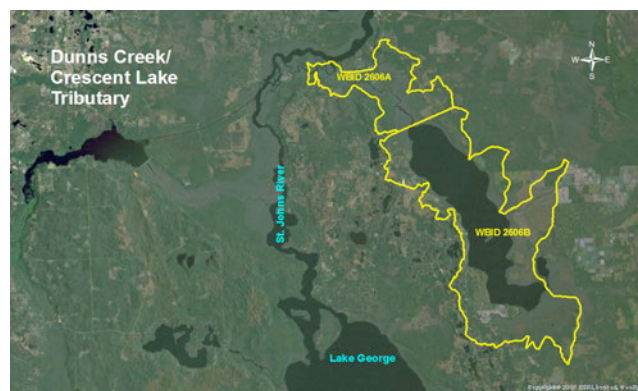 Dunns Creek/
Crescent Lake
Tributary
N
W E
S
WBID 2606A
St. Johns River
WBID 2606B
Lake George